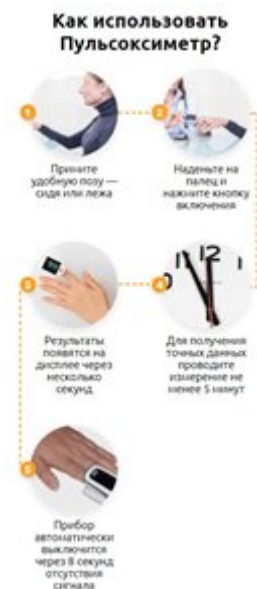 Как использовать
Пульсоксиметр?
1
Примите
удобную позу —
сидя или лежа
2
Наденьте на
палец и
нажмите кнопку
включения
3
Результаты
появятся на
дисплее через
несколько
секунд
4
Для получения
точных данных
проводите
измерение не
менее 5 минут
5
Прибор
автоматически
выключится
через 8 секунд
отсутствия
сигнала